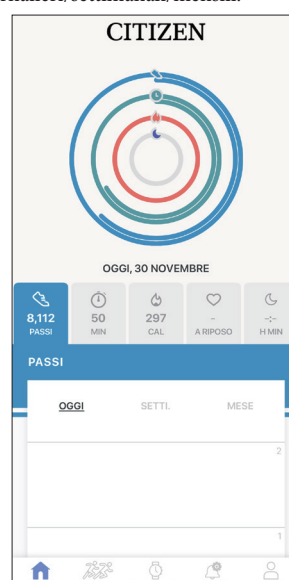 CITIZEN
OGGI, 30 NOVEMBRE
8,112 50 297 - -:-
PASSI MIN CAL A RIPOSO H MIN
PASSI
OGGI SETTI. MESE
2
1